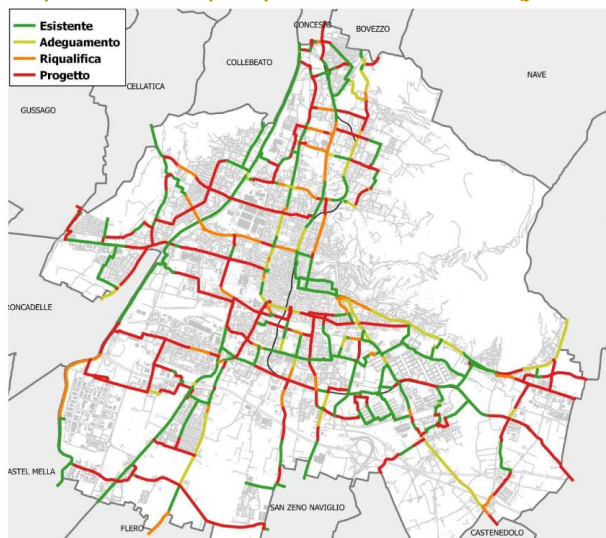 CONCESIO
BOVEZZO
Esistente
Adeguamento
Riqualifica
Progetto
COLLEBEATO
NAVE
CELLATICA
GUSSAGO
RONCADELLE
ASTEL MELLA
SAN ZENO NAVIGLIO
FLERO
CASTENEDOLO